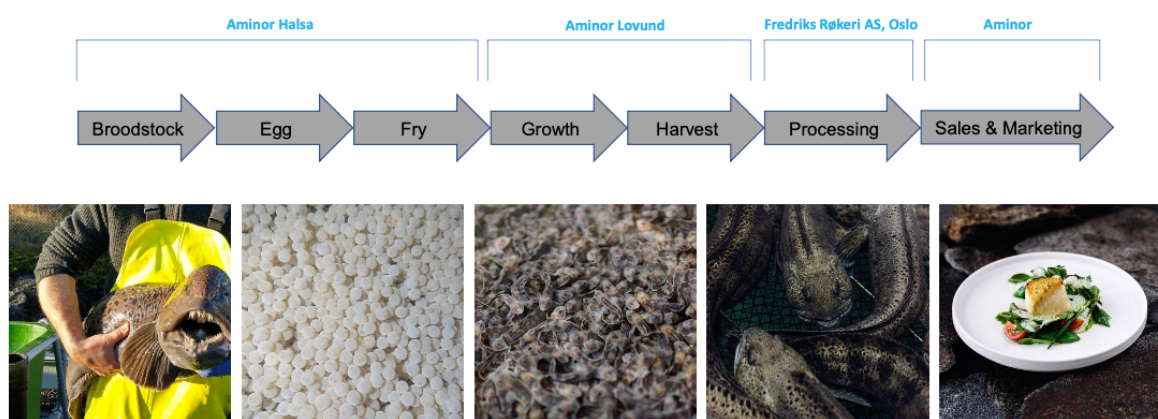 Aminor Halsa
Aminor Lovund
Fredriks Røkeri AS, Oslo
Aminor
Broodstock
Egg
Fry
Growth
Harvest
Processing
Sales & Marketing